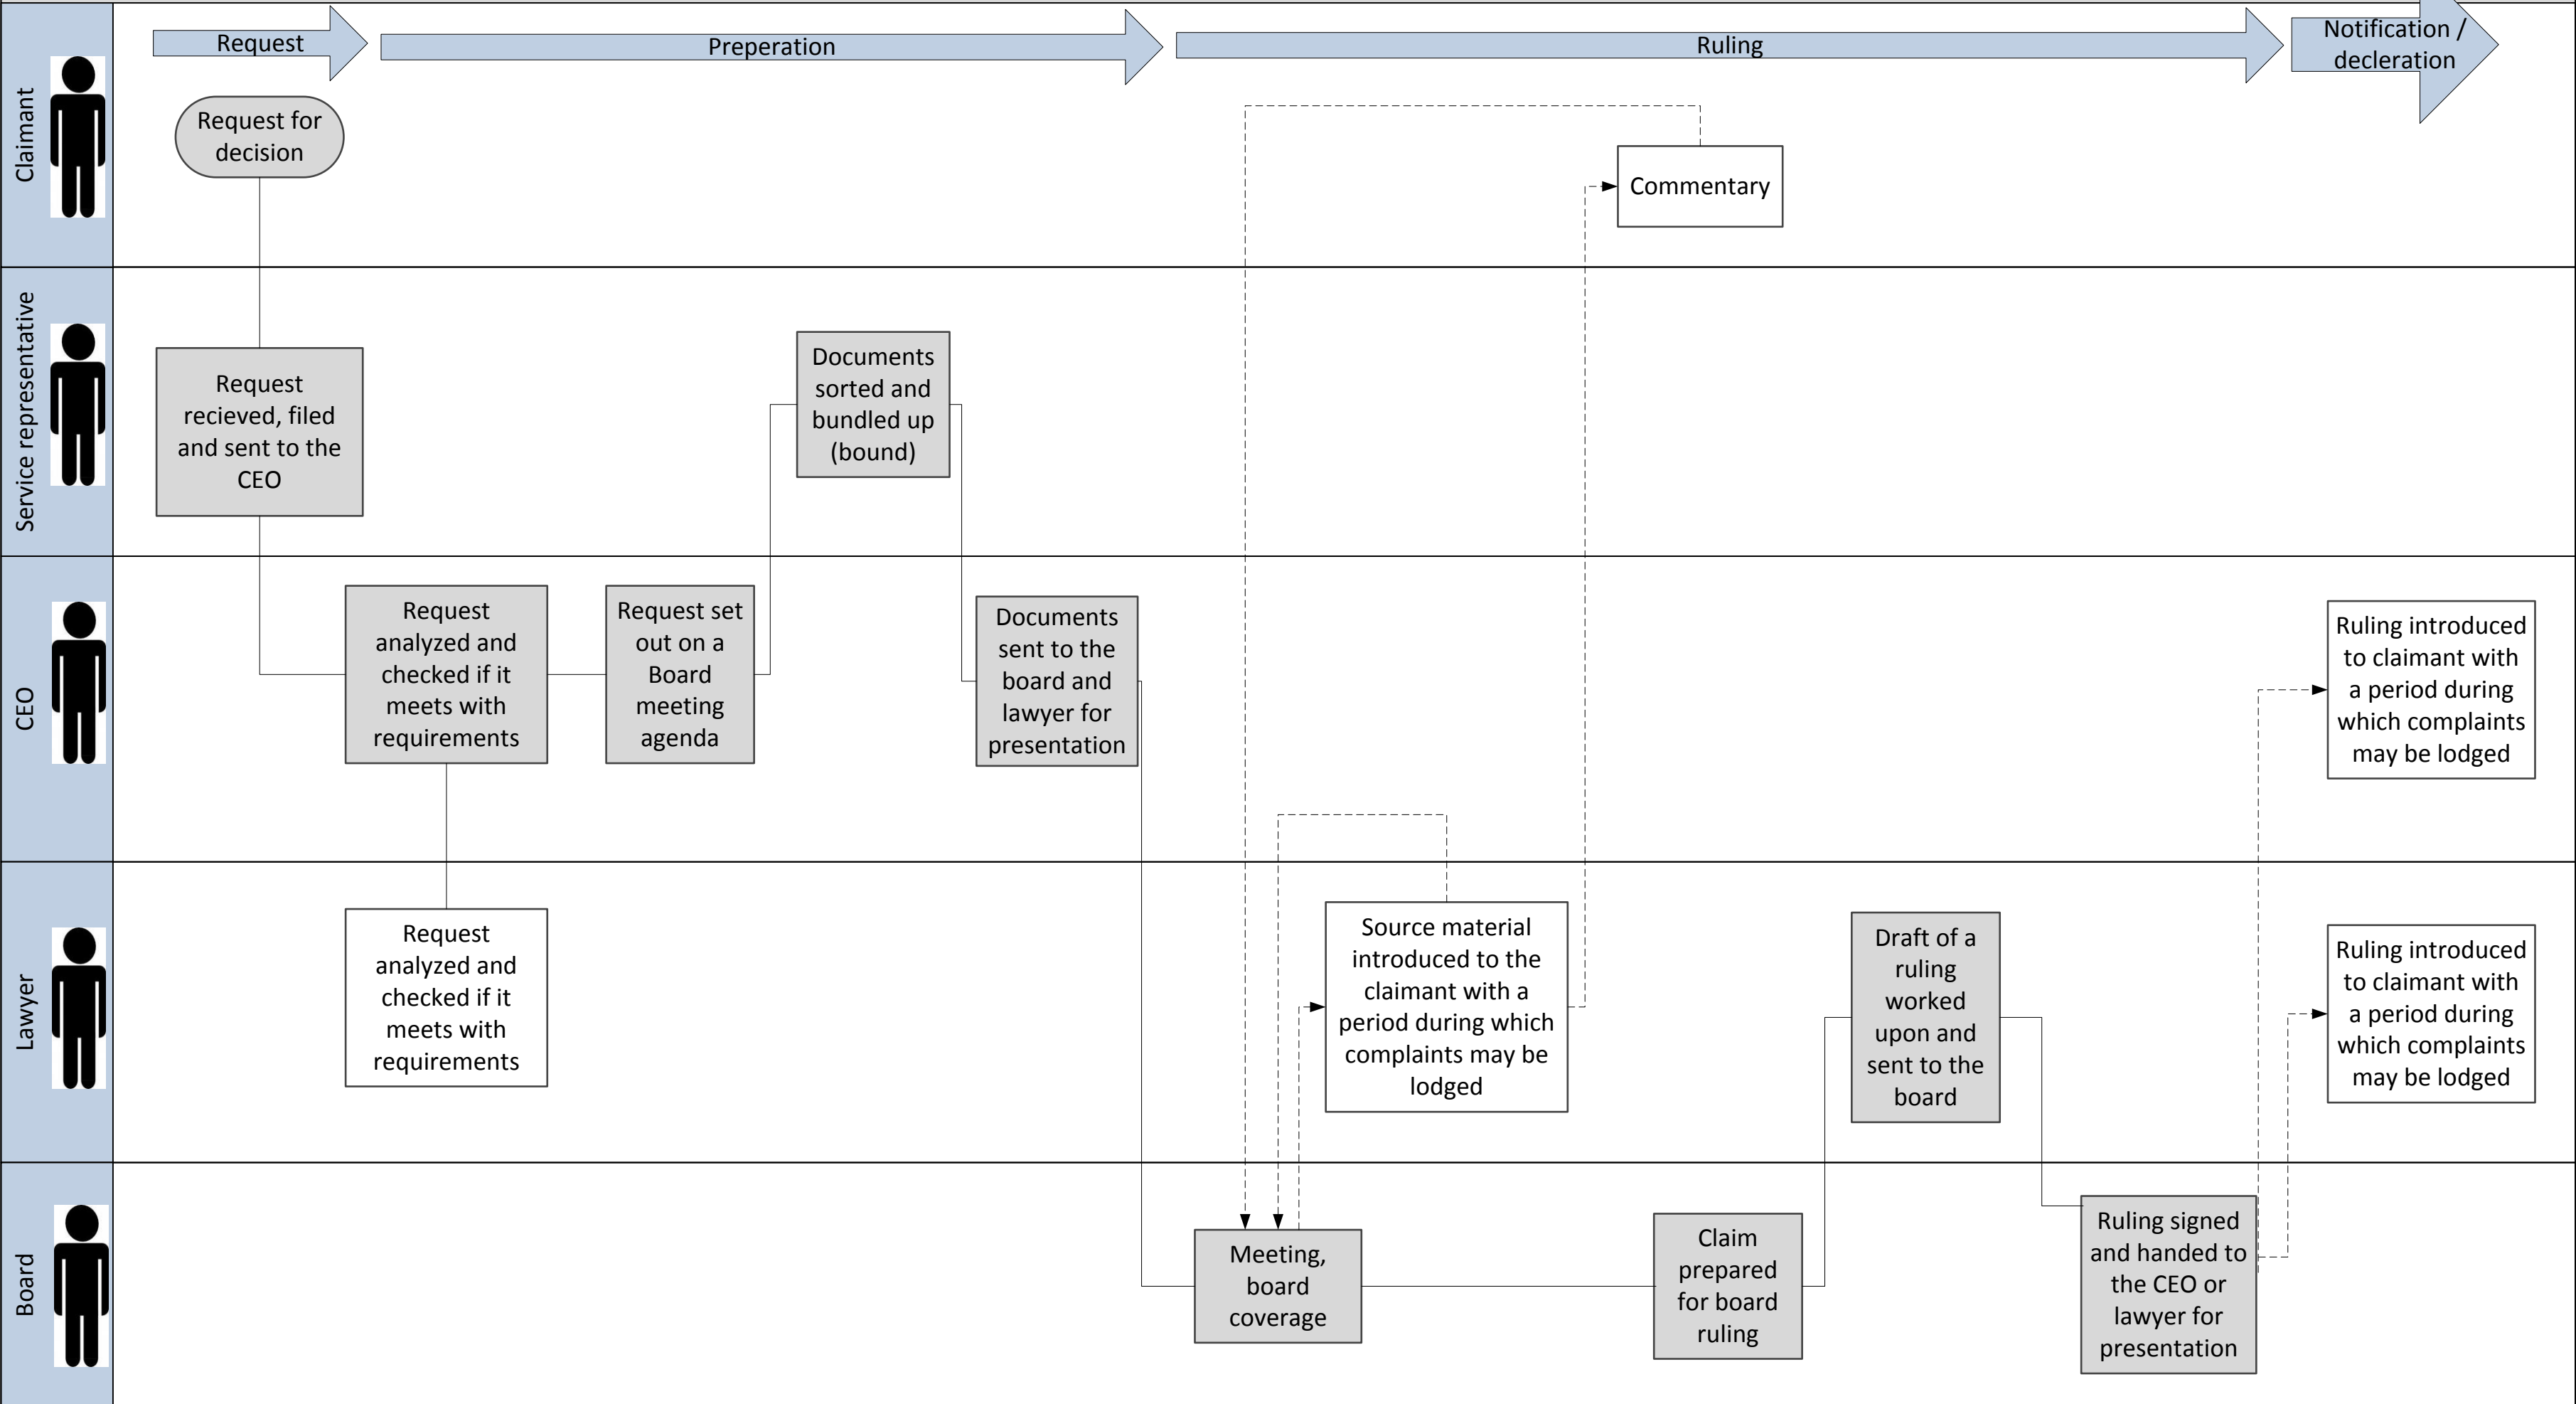 Request
Preperation
Ruling
Notification /
decleration
Claimant
Request for
decision
Commentary
Service representative
Request
recieved, filed
and sent to the
CEO
Documents
sorted and
bundled up
(bound)
CEO
Request
analyzed and
checked if it
meets with
requirements
Request set
out on a
Board
meeting
agenda
Documents
sent to the
board and
lawyer for
presentation
Ruling introduced
to claimant with
a period during
which complaints
may be lodged
Lawyer
Request
analyzed and
checked if it
meets with
requirements
Source material
introduced to the
claimant with a
period during which
complaints may be
lodged
Draft of a
ruling
worked
upon and
sent to the
board
Ruling introduced
to claimant with
a period during
which complaints
may be lodged
Board
Meeting,
board
coverage
Claim
prepared
for board
ruling
Ruling signed
and handed to
the CEO or
lawyer for
presentation